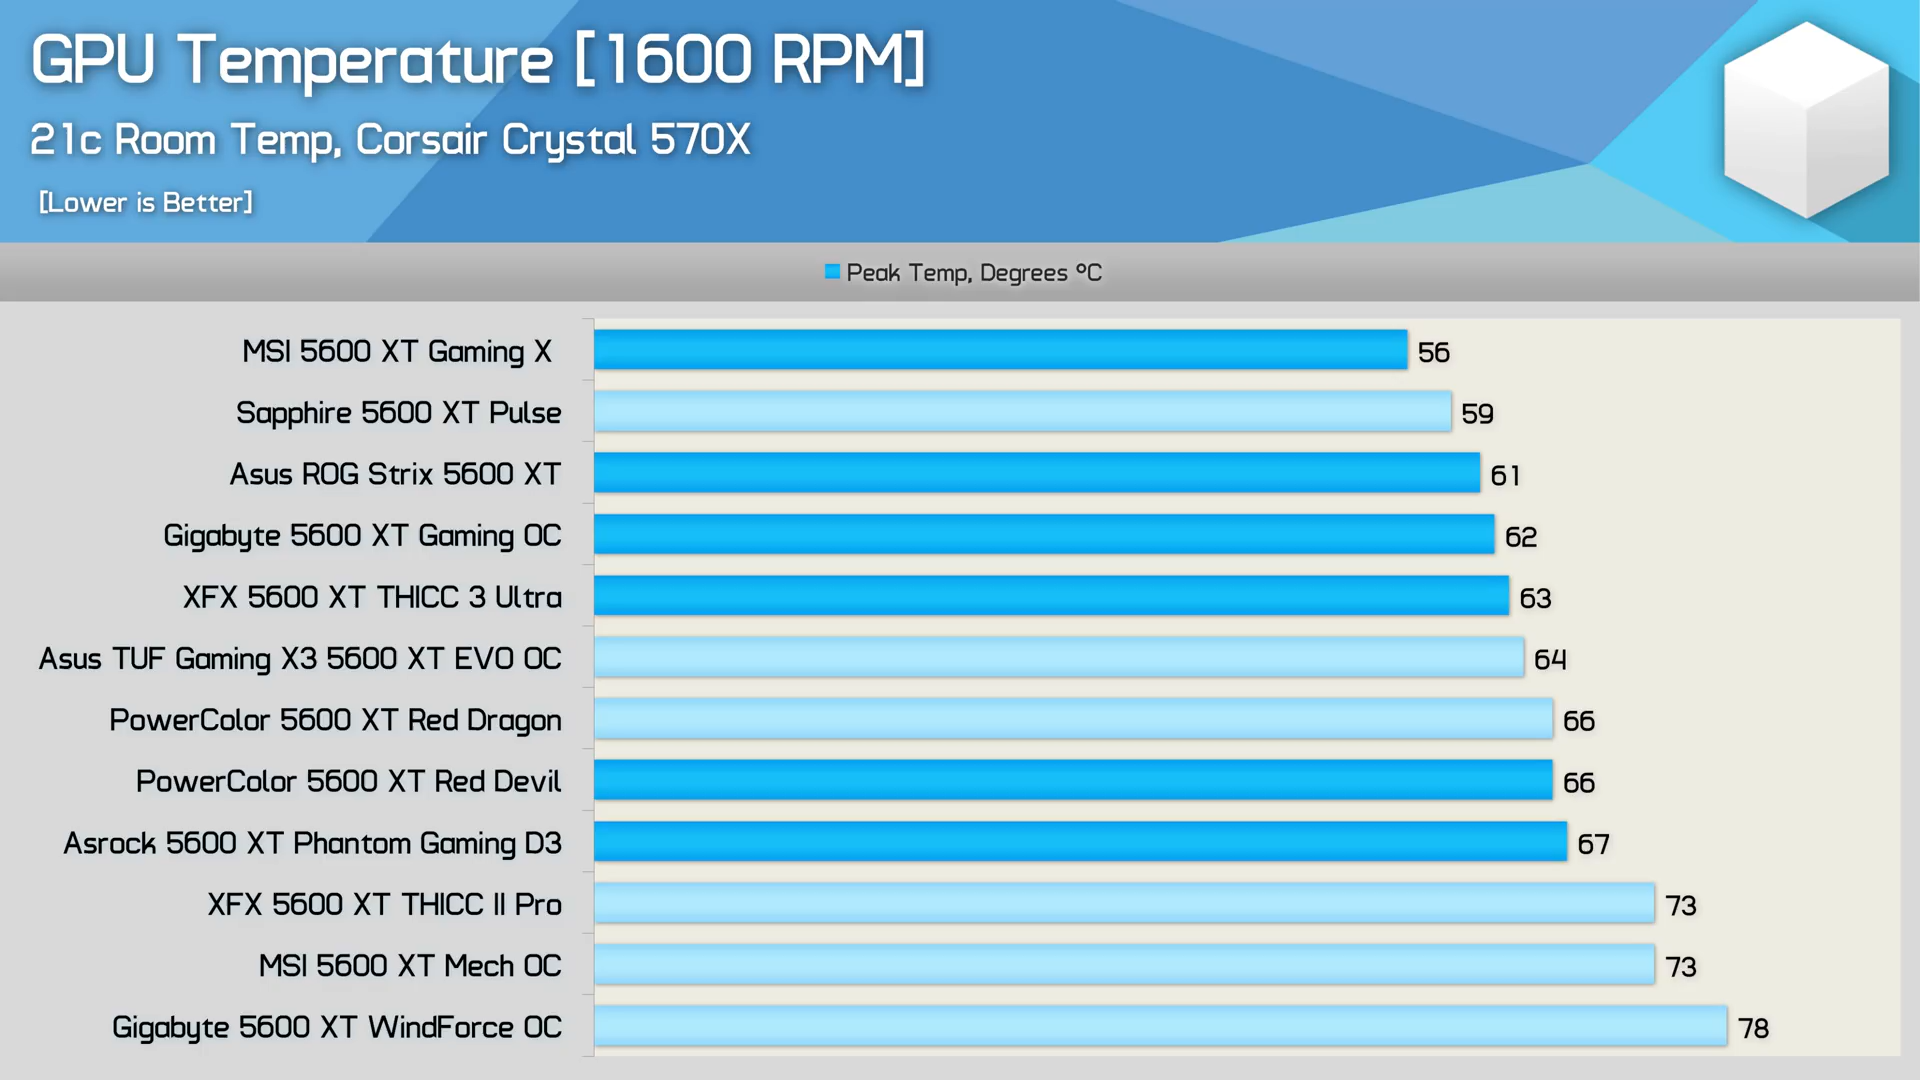 GPU Temperature [1600 RPM]
21c Room Temp, Corsair Crystal 570X
[Lower is Better]
Peak Temp, Degrees ºC
MSI 5600 XT Gaming X 56
Sapphire 5600 XT Pulse 59
Asus ROG Strix 5600 XT 61
Gigabyte 5600 XT Gaming OC 62
XFX 5600 XT THICC 3 Ultra 63
Asus TUF Gaming X3 5600 XT EVO OC 64
PowerColor 5600 XT Red Dragon 66
PowerColor 5600 XT Red Devil 66
Asrock 5600 XT Phantom Gaming D3 67
XFX 5600 XT THICC II Pro 73
MSI 5600 XT Mech OC 73
Gigabyte 5600 XT WindForce OC 78